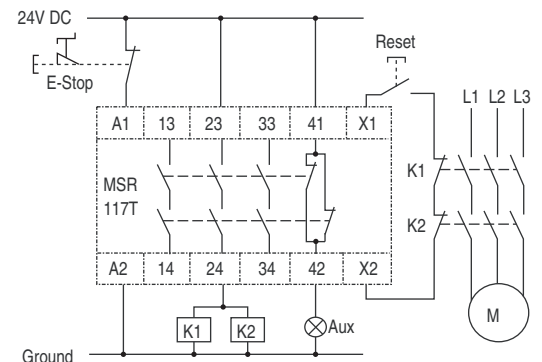 24V DC
E-Stop
Reset
L1 L2 L3
A1 13 23 33 41 X1
MSR
117T
K1
K2
A2 14 24 34 42 X2
K1 K2 Aux
M
Ground